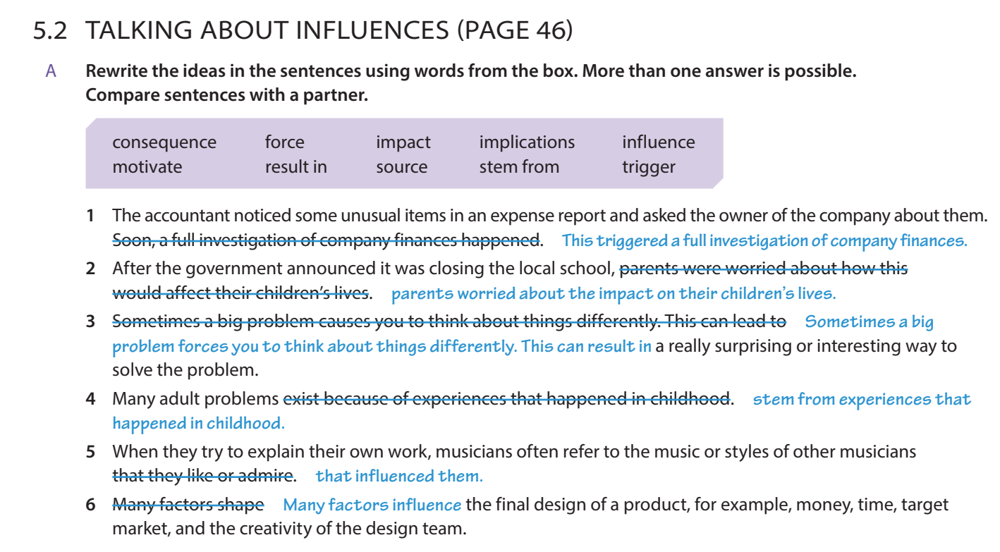 5.2 TALKING ABOUT INFLUENCES (PAGE 46)
A Rewrite the ideas in the sentences using words from the box. More than one answer is possible.
Compare sentences with a partner.
consequence force impact implications influence
motivate result in source stem from trigger
1 The accountant noticed some unusual items in an expense report and asked the owner of the company about them.
Soon, a full investigation of company finances happened. This triggered a full investigation of company finances.
2 After the government announced it was closing the local school, parents were worried about how this
would affect their children's lives. parents worried about the impact on their children's lives.
3 Sometimes a big problem causes you to think about things differently. This can lead to Sometimes a big
problem forces you to think about things differently. This can result in a really surprising or interesting way to
solve the problem.
4 Many adult problems exist because of experiences that happened in childhood. stem from experiences that
happened in childhood.
5 When they try to explain their own work, musicians often refer to the music or styles of other musicians
that they like or admire. that influenced them.
6 Many factors shape Many factors influence the final design of a product, for example, money, time, target
market, and the creativity of the design team.